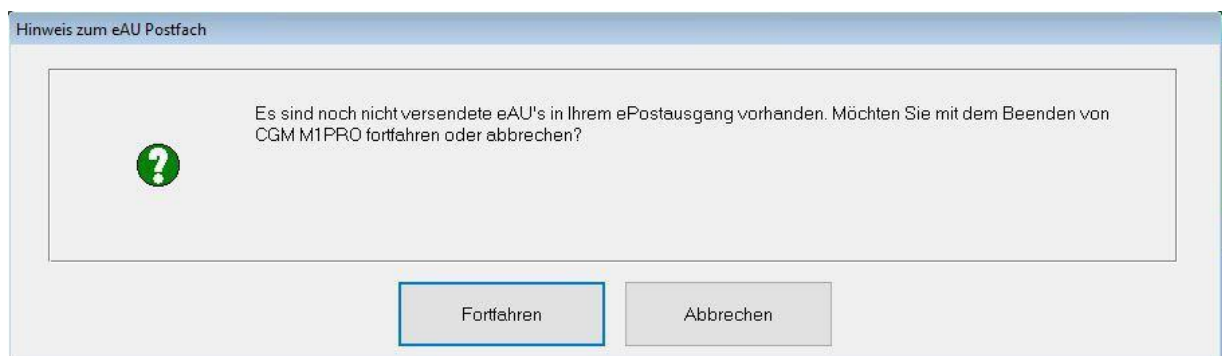 Hinweis zum eAU Postfach
Es sind noch nicht versendete eAU's in Ihrem ePostausgang vorhanden. Möchten Sie mit dem Beenden von
CGM M1PRO fortfahren oder abbrechen?
Fortfahren
Abbrechen